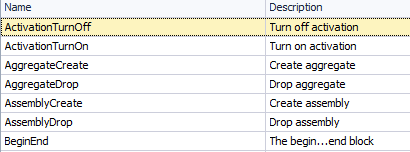 Name Description
ActivationTurnOff Turn off activation
ActivationTurnOn Turn on activation
AggregateCreate Create aggregate
AggregateDrop Drop aggregate
AssemblyCreate Create assembly
AssemblyDrop Drop assembly
BeginEnd The begin...end block